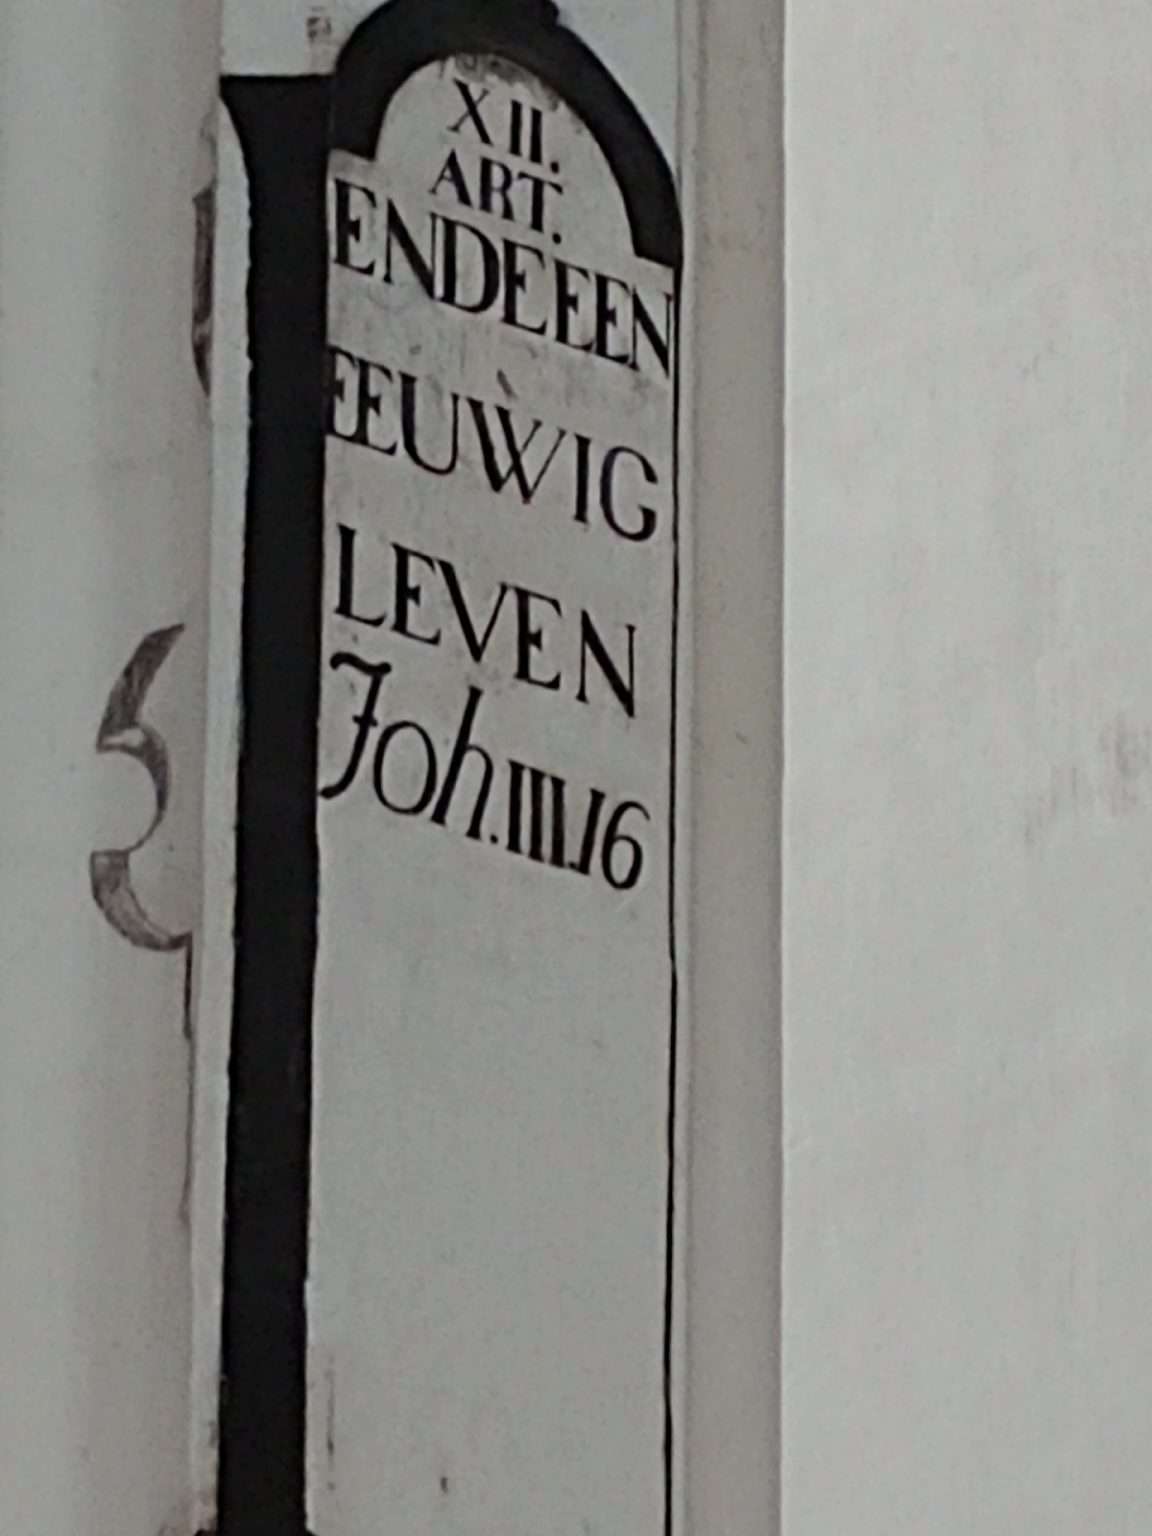 XII.
ART.
ENDE EEN
EEUWIG
LEVEN
Joh. III. 16